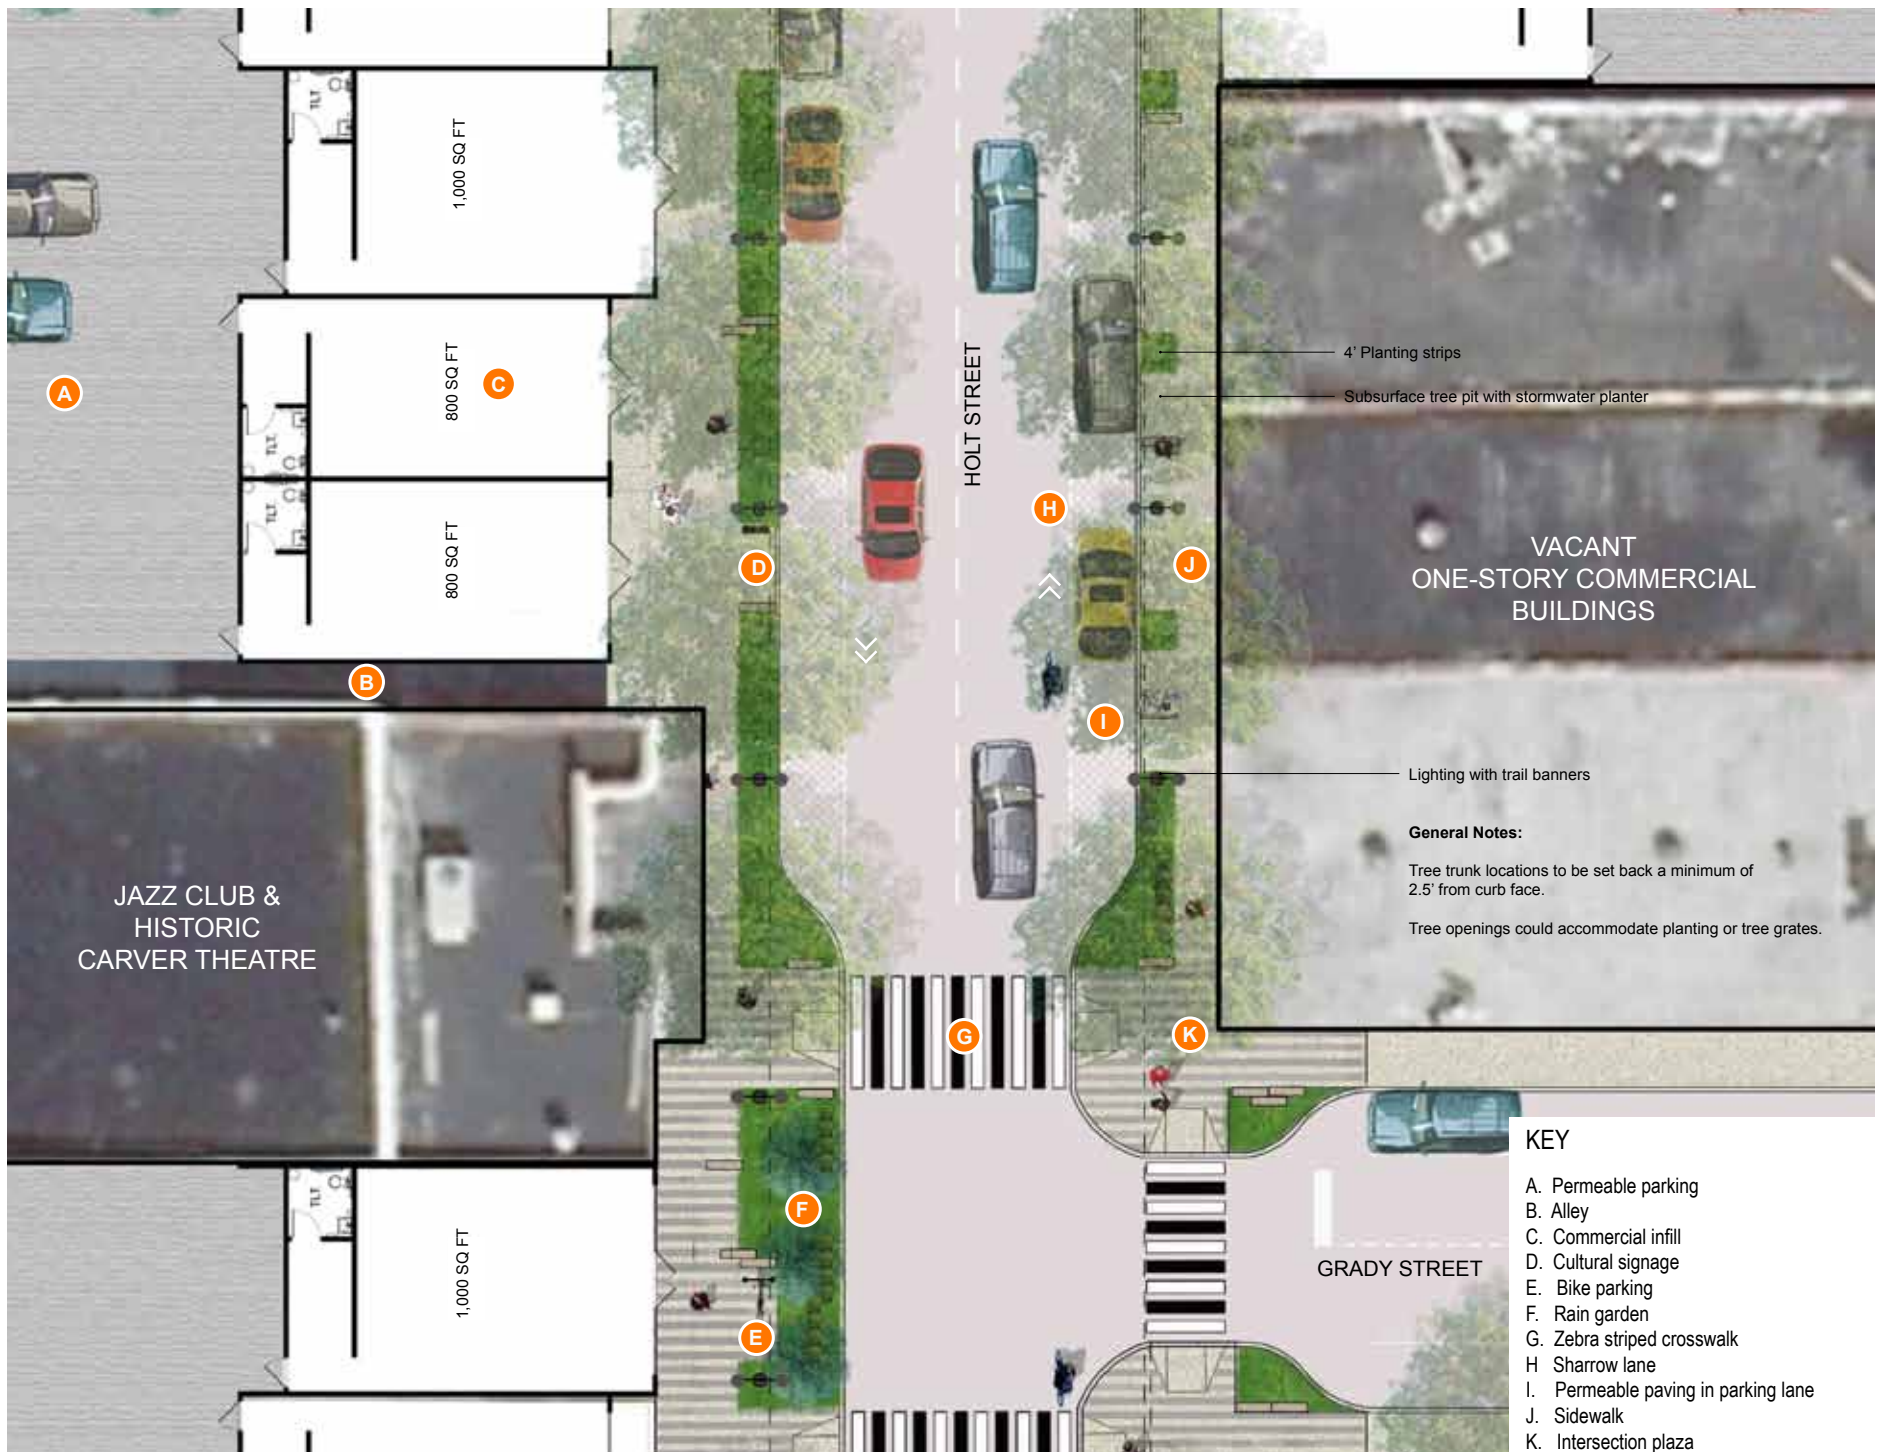 TLT.
1,000 SQ FT
800 SQ FT
C
A
TLT.
TLT.
800 SQ FT
B
D
HOLT STREET
H
J
I
4’ Planting strips
Subsurface tree pit with stormwater planter
VACANT
ONE-STORY COMMERCIAL
BUILDINGS
Lighting with trail banners
General Notes:
Tree trunk locations to be set back a minimum of
2.5’ from curb face.
Tree openings could accommodate planting or tree grates.
JAZZ CLUB &
HISTORIC
CARVER THEATRE
G
K
TLT.
1,000 SQ FT
F
E
GRADY STREET
KEY
A. Permeable parking
B. Alley
C. Commercial infill
D. Cultural signage
E. Bike parking
F. Rain garden
G. Zebra striped crosswalk
H Sharrow lane
I. Permeable paving in parking lane
J. Sidewalk
K. Intersection plaza